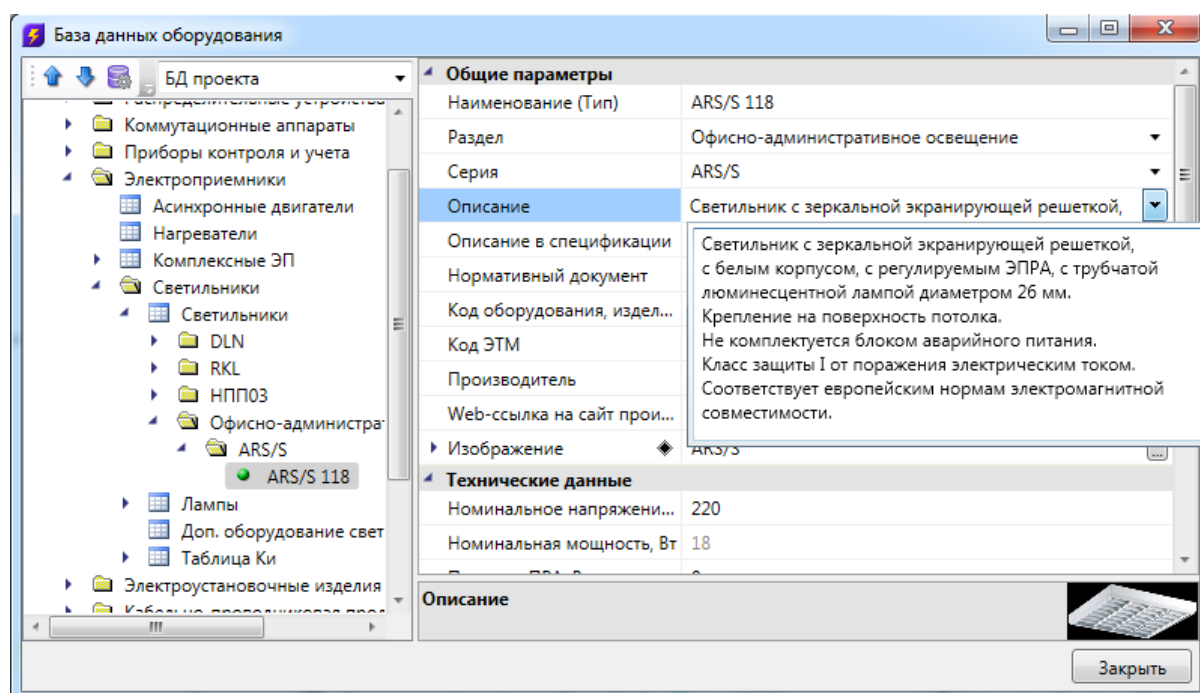 База данных оборудования
БД проекта
Распределительные устройства
Коммутационные аппараты
Приборы контроля и учета
Электроприемники
Асинхронные двигатели
Нагреватели
Комплексные ЭП
Светильники
Светильники
DLN
RKL
НПП03
Офисно-администрат
ARS/S
ARS/S 118
Лампы
Доп. оборудование свет
Таблица Ки
Электроустановочные изделия
Кабельно-проводниковая прод
Общие параметры
Наименование (Тип) ARS/S 118
Раздел Офисно-административное освещение
Серия ARS/S
Описание Светильник с зеркальной экранирующей решеткой,
Описание в спецификации
Нормативный документ
Код оборудования, издел...
Код ЭТМ
Производитель
Web-ссылка на сайт прои...
Изображение ARS/S
Светильник с зеркальной экранирующей решеткой,
с белым корпусом, с регулируемым ЭПРА, с трубчатой
люминесцентной лампой диаметром 26 мм.
Крепление на поверхность потолка.
Не комплектуется блоком аварийного питания.
Класс защиты I от поражения электрическим током.
Соответствует европейским нормам электромагнитной
совместимости.
Технические данные
Номинальное напряжени... 220
Номинальная мощность, Вт 18
Описание
Закрыть